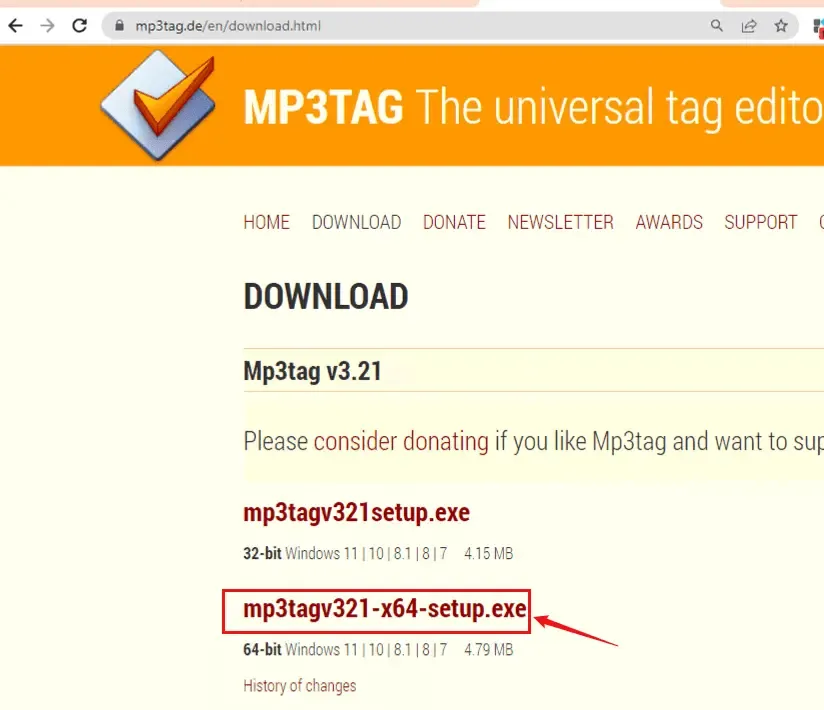 mp3tag.de/en/download.html
MP3TAG The universal tag edito
HOME DOWNLOAD DONATE NEWSLETTER AWARDS SUPPORT
DOWNLOAD
Mp3tag v3.21
Please consider donating if you like Mp3tag and want to sup
mp3tagv321setup.exe
32-bit Windows 11 | 10 | 8.1 | 8 | 7 4.15 MB
mp3tagv321-x64-setup.exe
64-bit Windows 11 | 10 | 8.1 | 8 | 7 4.79 MB
History of changes